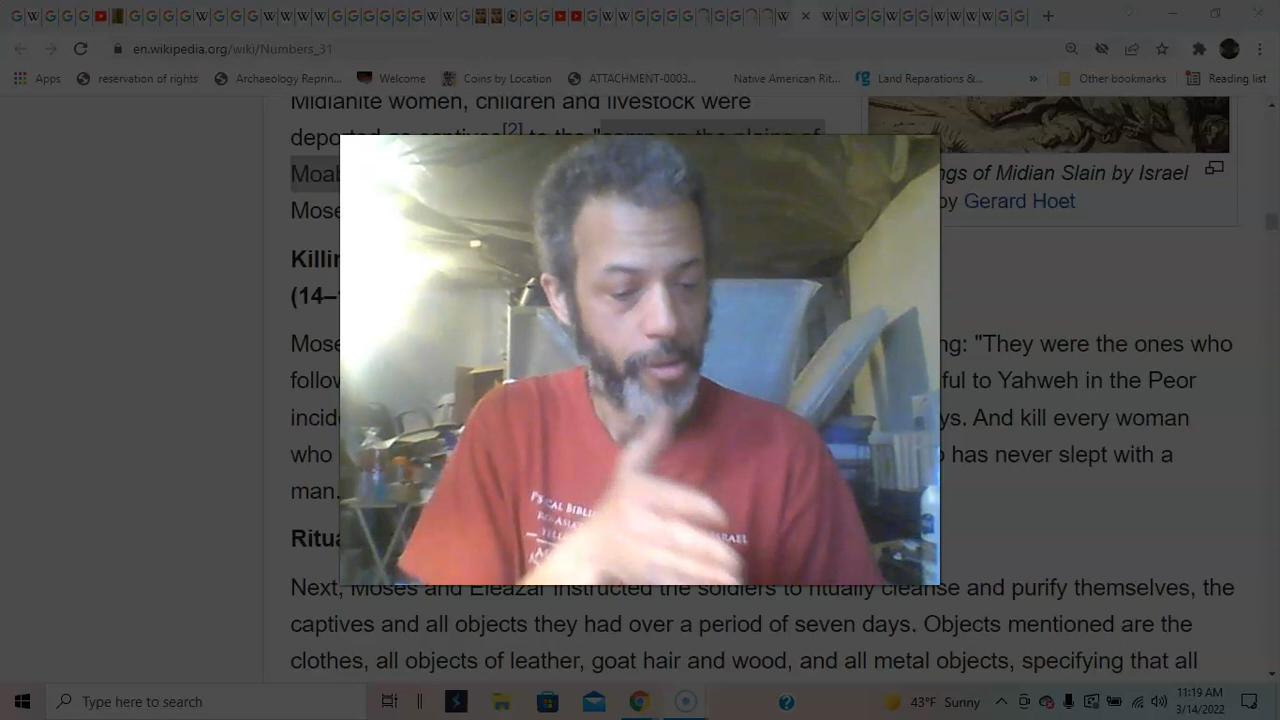 en.wikipedia.org/wiki/Numbers_31
Apps reservation of rights Archaeology Reprin... Welcome Coins by Location ATTACHMENT-0003... Native American Rit... Land Reparations &... » Other bookmarks Reading list
Midianite women, children and livestock were
deported as captives[2] to the "camp on the plains of
Moab
Mose
ngs of Midian Slain by Israel
by Gerard Hoet
Killin
(14–
Mose ng: "They were the ones who
follow ful to Yahweh in the Peor
incide ys. And kill every woman
who has never slept with a
man.
Ritua
Next, Moses and Eleazar instructed the soldiers to ritually cleanse and purify themselves, the
captives and all objects they had over a period of seven days. Objects mentioned are the
clothes, all objects of leather, goat hair and wood, and all metal objects, specifying that all
Type here to search
43°F Sunny
11:19 AM
3/14/2022